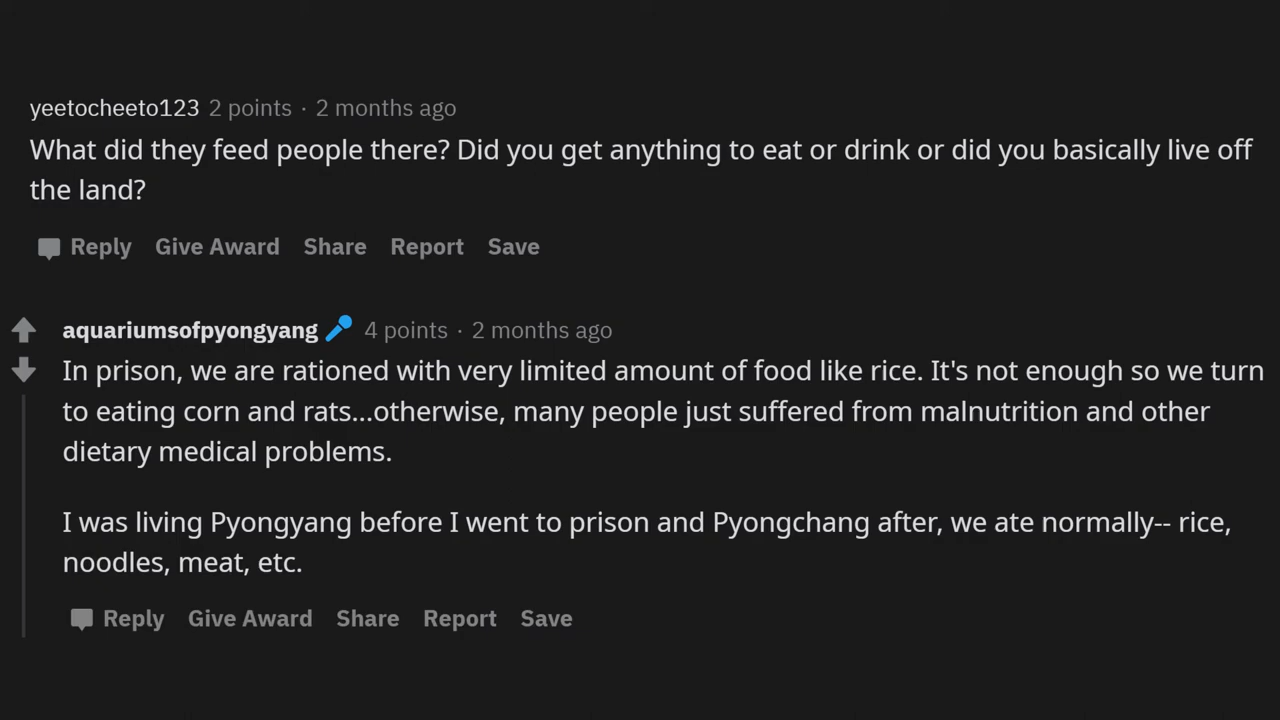 yeetocheeto123 2 points · 2 months ago
What did they feed people there? Did you get anything to eat or drink or did you basically live off
the land?
Reply Give Award Share Report Save
aquariumsofpyongyang 4 points · 2 months ago
In prison, we are rationed with very limited amount of food like rice. It's not enough so we turn
to eating corn and rats...otherwise, many people just suffered from malnutrition and other
dietary medical problems.
I was living Pyongyang before I went to prison and Pyongchang after, we ate normally-- rice,
noodles, meat, etc.
Reply Give Award Share Report Save